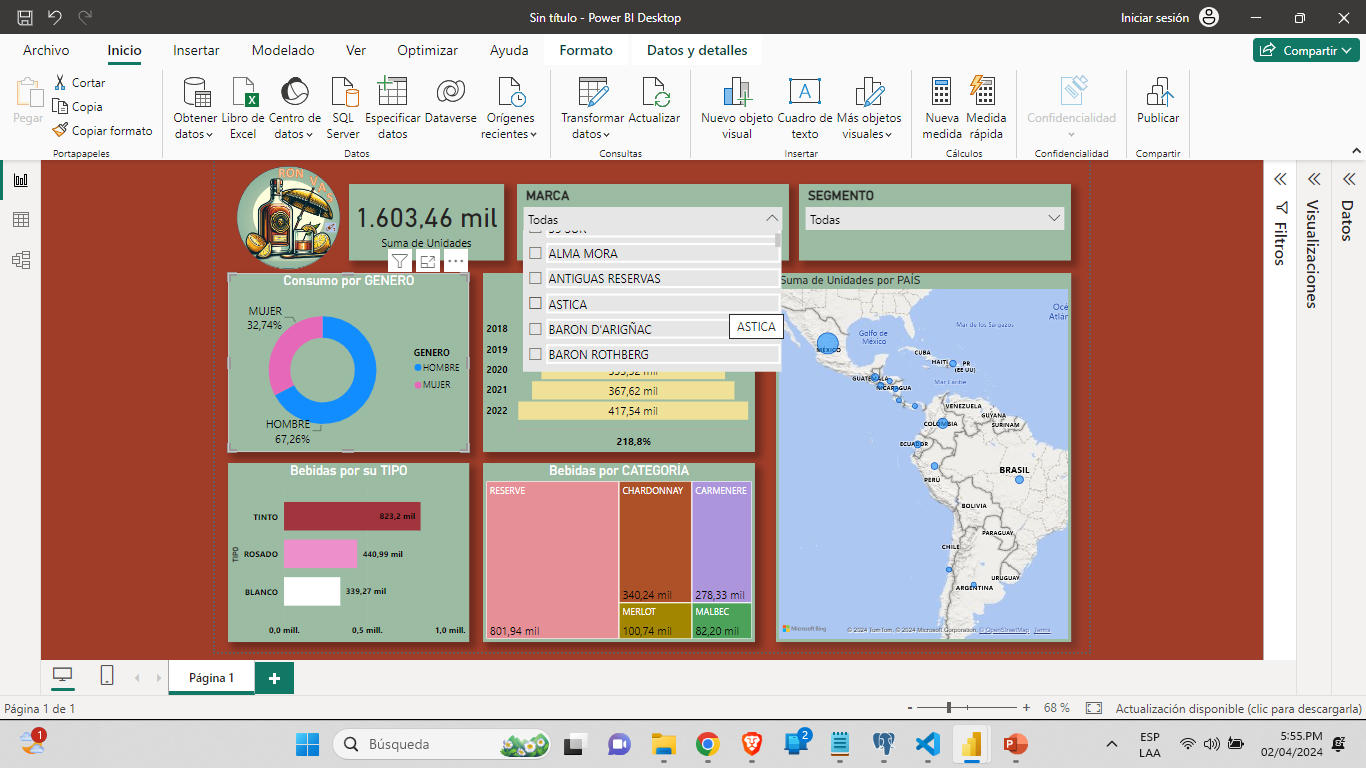 Sin título - Power BI Desktop
Iniciar sesión
Archivo
Inicio
Insertar
Modelado
Ver
Optimizar
Ayuda
Formato
Datos y detalles
Compartir
Pegar
Cortar
Copia
Copiar formato
Portapapeles
Obtener datos
Libro de Excel
Centro de datos
SQL Server
Especificar datos
Dataverse
Orígenes recientes
Datos
Transformar datos
Actualizar
Consultas
Nuevo objeto visual
Cuadro de texto
Más objetos visuales
Insertar
Nueva medida
Medida rápida
Cálculos
Confidencialidad
Confidencialidad
Publicar
Compartir
RON VAS
1.603,46 mil
Suma de Unidades
MARCA
Todas
ALMA MORA
ANTIGUAS RESERVAS
ASTICA
BARON D'ARIGÑAC
BARON ROTHBERG
ASTICA
SEGMENTO
Todas
Consumo por GENERO
MUJER
32,74%
HOMBRE
67,26%
GENERO
HOMBRE
MUJER
2018
2019
2020
2021
367,62 mil
2022
417,54 mil
218,8%
Suma de Unidades por PAÍS
Golfo de México
Mar de los Sargazos
Océ
Atlán
MÉXICO
CUBA
HAITÍ
PR
(EE UU)
GUATEMALA
NICARAGUA
Mar Caribe
VENEZUELA
GUYANA
SURINAM
COLOMBIA
ECUADOR
PERÚ
BRASIL
BOLIVIA
PARAGUAY
CHILE
URUGUAY
ARGENTINA
Microsoft Bing
© 2024 TomTom, © 2024 Microsoft Corporation, © OpenStreetMap Terms
Bebidas por su TIPO
TIPO
TINTO
823,2 mil
ROSADO
440,99 mil
BLANCO
339,27 mil
0,0 mill.
0,5 mill.
1,0 mill.
Bebidas por CATEGORÍA
RESERVE
801,94 mil
CHARDONNAY
340,24 mil
CARMENERE
278,33 mil
MERLOT
100,74 mil
MALBEC
82,20 mil
Filtros
Visualizaciones
Datos
Página 1
Página 1 de 1
68 %
Actualización disponible (clic para descargarla)
1
Búsqueda
2
ESP
LAA
5:55.PM
02/04/2024